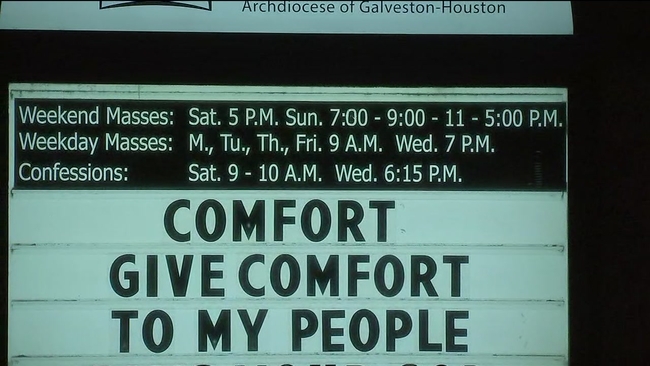 Archdiocese of Galveston-Houston
Weekend Masses: Sat. 5 P.M. Sun. 7:00 - 9:00 - 11 - 5:00 P.M.
Weekday Masses: M., Tu., Th., Fri. 9 A.M. Wed. 7 P.M.
Confessions: Sat. 9 - 10 A.M. Wed. 6:15 P.M.
COMFORT
GIVE COMFORT
TO MY PEOPLE